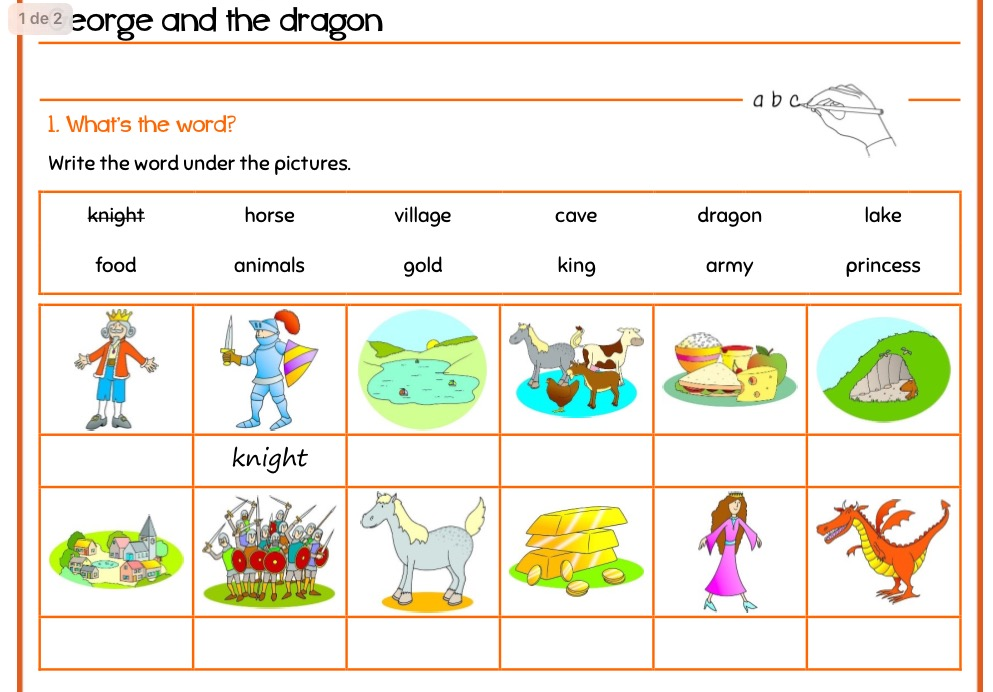 1 de 2
eorge and the dragon
a b c
1. What's the word?
Write the word under the pictures.
knight horse village cave dragon lake
food animals gold king army princess
knight